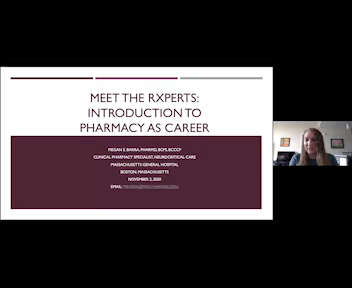 MEET THE RXPERTS:
INTRODUCTION TO
PHARMACY AS CAREER
MEGAN E. BARRA, PHARMD, BCPS, BCCCP
CLINICAL PHARMACY SPECIALIST, NEUROCRITICAL CARE
MASSACHUSETTS GENERAL HOSPITAL
BOSTON, MASSACHUSETTS
NOVEMBER 3, 2020
EMAIL: